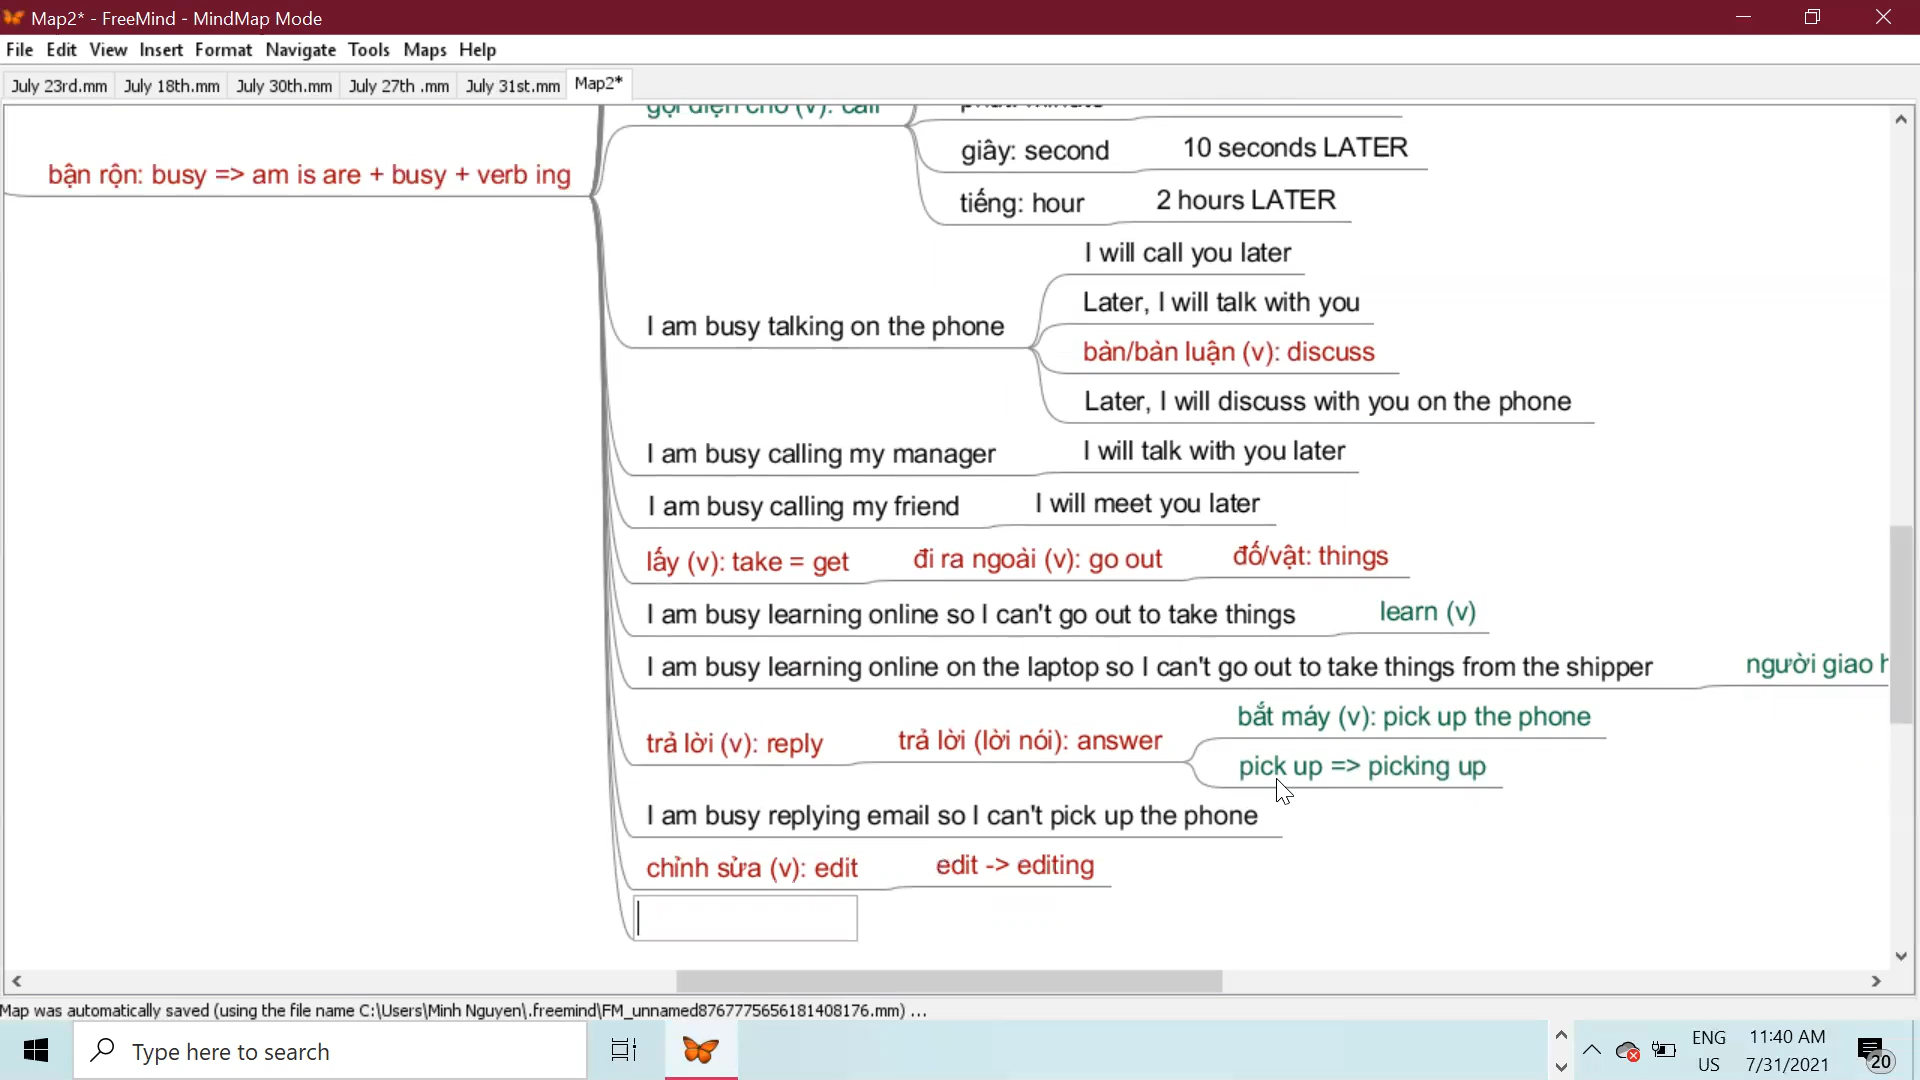 Map2* - FreeMind - MindMap Mode
File Edit View Insert Format Navigate Tools Maps Help
July 23rd.mm July 18th.mm July 30th.mm July 27th .mm July 31st.mm Map2*
gọi điện cho (v): call
phút: minute
giây: second 10 seconds LATER
bận rộn: busy => am is are + busy + verb ing
tiếng: hour 2 hours LATER
I will call you later
Later, I will talk with you
I am busy talking on the phone
bàn/bàn luận (v): discuss
Later, I will discuss with you on the phone
I am busy calling my manager I will talk with you later
I am busy calling my friend I will meet you later
lấy (v): take = get đi ra ngoài (v): go out đồ/vật: things
I am busy learning online so I can't go out to take things learn (v)
I am busy learning online on the laptop so I can't go out to take things from the shipper người giao
bắt máy (v): pick up the phone
trả lời (v): reply trả lời (lời nói): answer
pick up => picking up
I am busy replying email so I can't pick up the phone
chỉnh sửa (v): edit edit -> editing
Map was automatically saved (using the file name C:\Users\Minh Nguyen\.freemind\FM_unnamed8767775656181408176.mm) ...
Type here to search
ENG
US
11:40 AM
7/31/2021
20